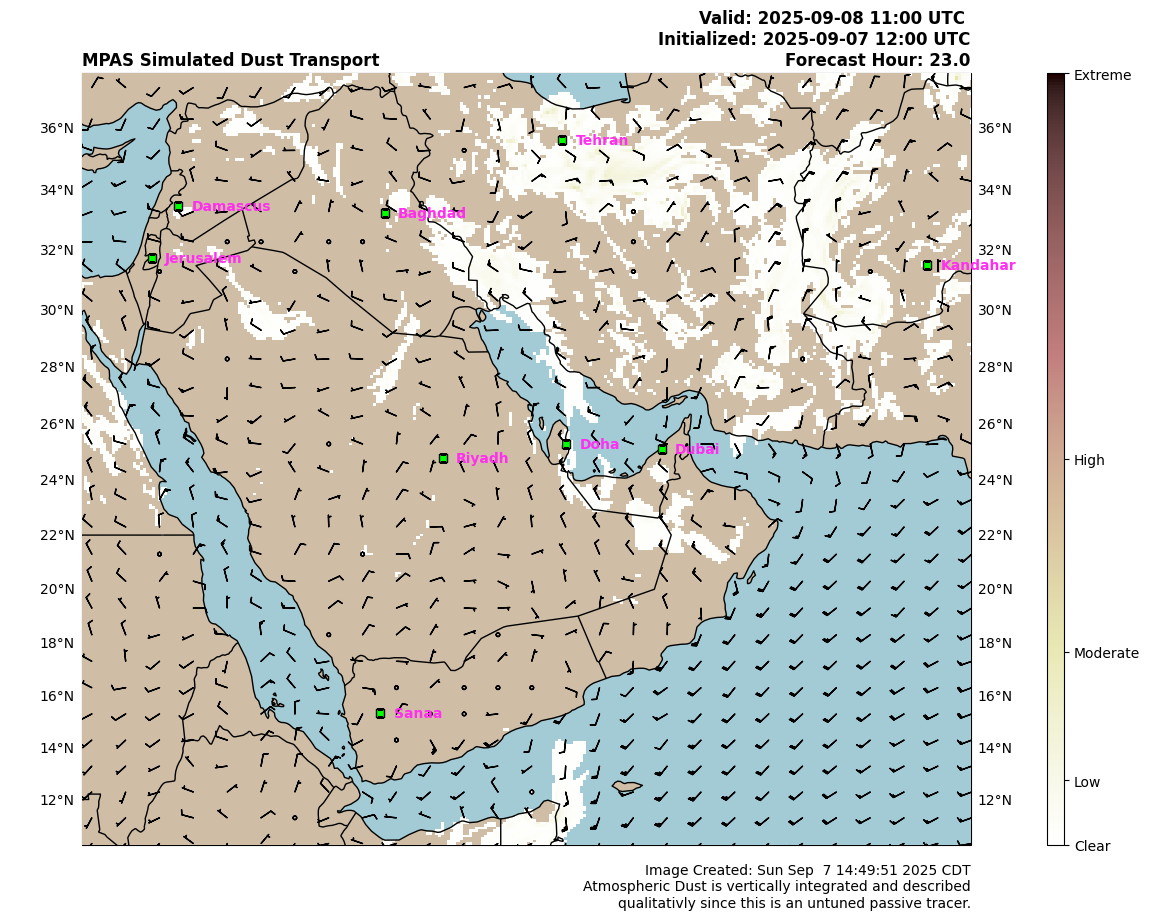 Valid: 2025-09-08 11:00 UTC
Initialized: 2025-09-07 12:00 UTC
MPAS Simulated Dust Transport
Forecast Hour: 23.0
Extreme
36°N
36°N
Tehran
34°N
34°N
Damascus
Baghdad
32°N
32°N
Jerusalem
Kandahar
30°N
30°N
28°N
28°N
26°N
26°N
Doha
Dubai
Riyadh
High
24°N
24°N
22°N
22°N
20°N
20°N
18°N
18°N
Moderate
16°N
16°N
Sanaa
14°N
14°N
Low
12°N
12°N
Clear
Image Created: Sun Sep  7 14:49:51 2025 CDT
Atmospheric Dust is vertically integrated and described
qualitativly since this is an untuned passive tracer.